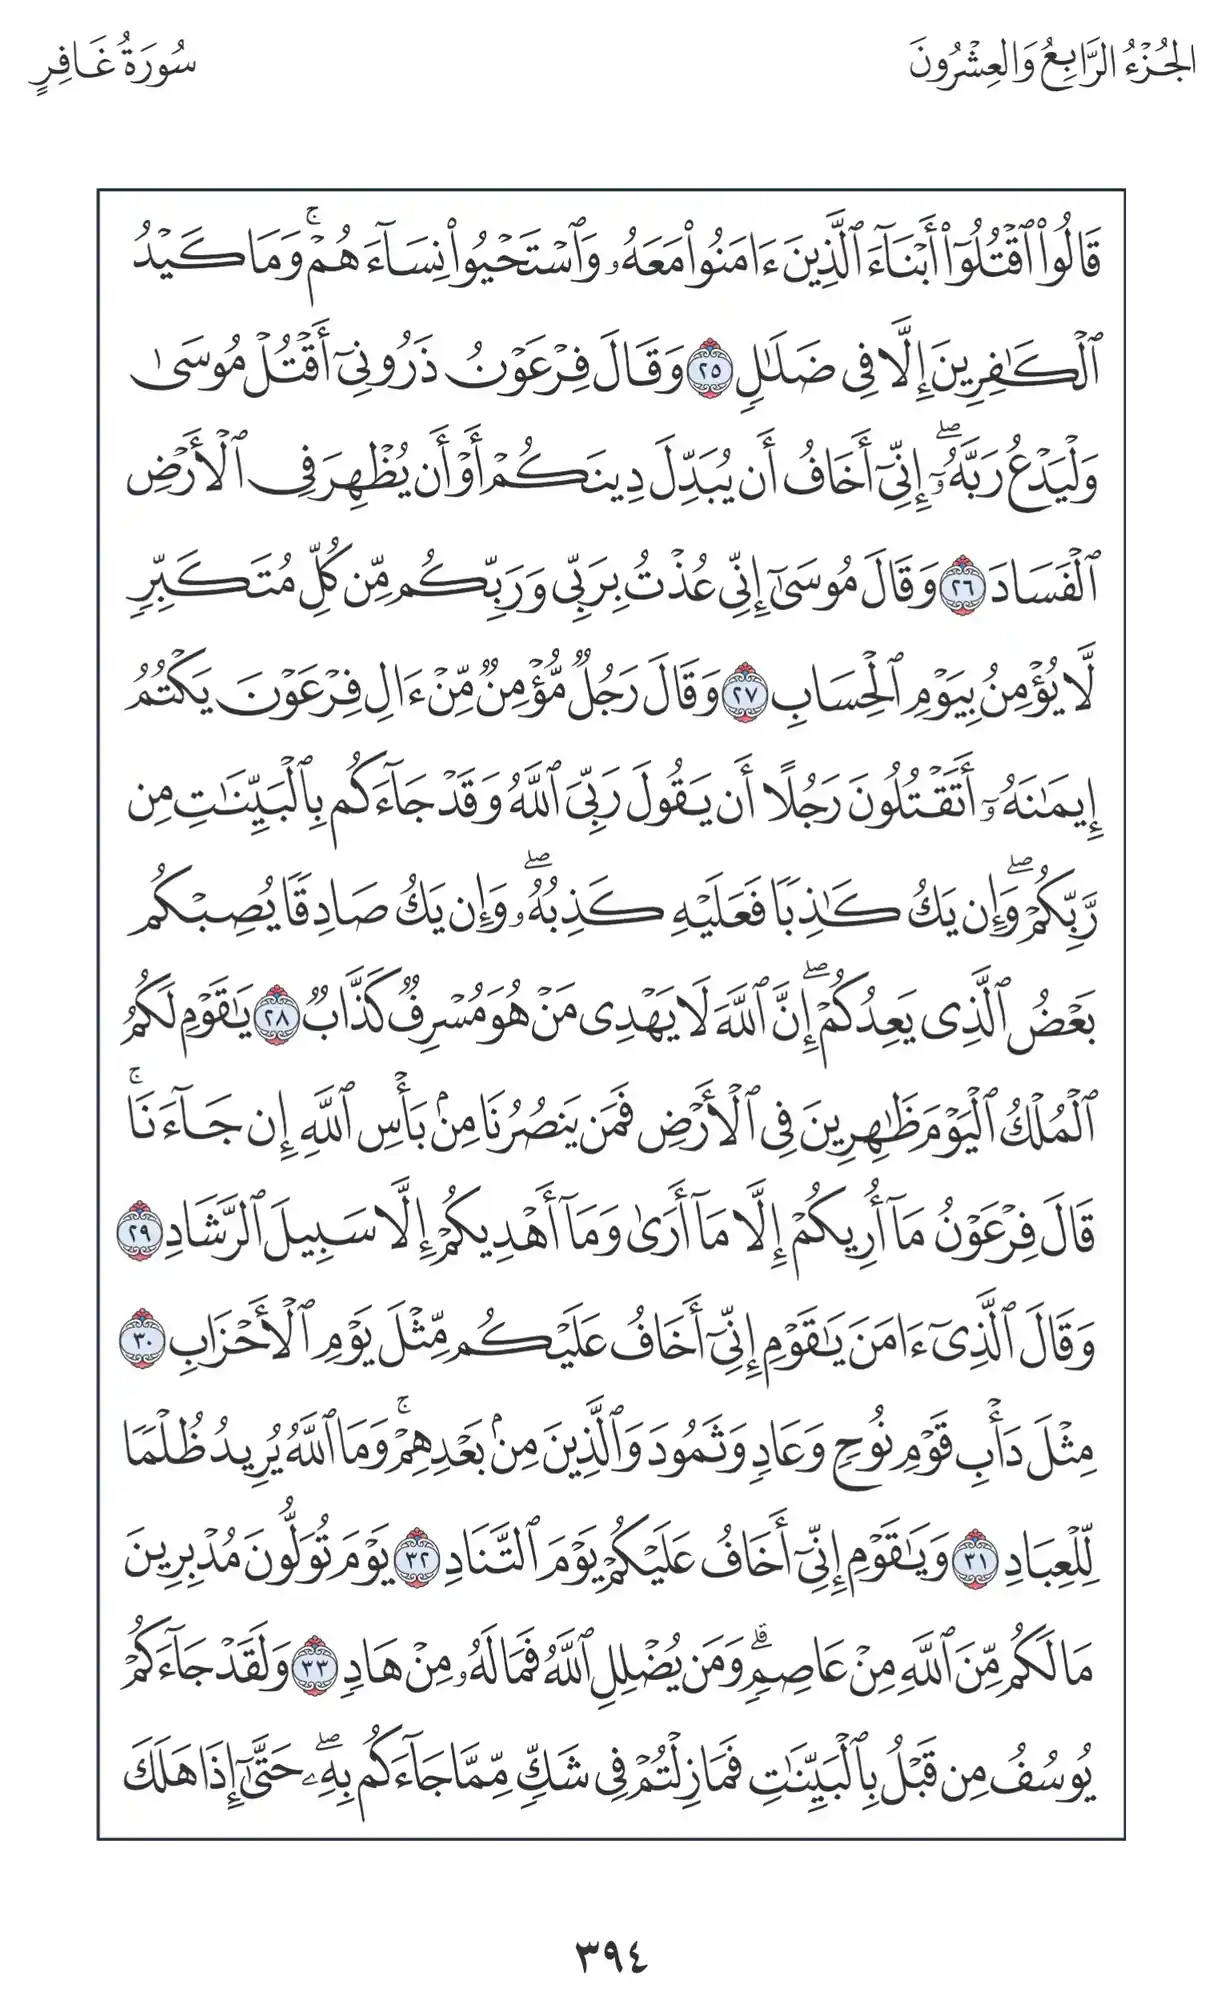 الجُزْءُ الرَّابِعُ وَالعِشْرُونَ
سُورَةُ غَافِرٍ
قَالُوا۟ ٱقْتُلُوٓا۟ أَبْنَآءَ ٱلَّذِينَ ءَامَنُوا۟ مَعَهُۥ وَٱسْتَحْيُوا۟ نِسَآءَهُمْۚ وَمَا كَيْدُ
ٱلْكَٰفِرِينَ إِلَّا فِى ضَلَٰلٍ ٢٥ وَقَالَ فِرْعَوْنُ ذَرُونِىٓ أَقْتُلْ مُوسَىٰ
وَلْيَدْعُ رَبَّهُۥٓۖ إِنِّىٓ أَخَافُ أَن يُبَدِّلَ دِينَكُمْ أَوْ أَن يُظْهِرَ فِى ٱلْأَرْضِ
ٱلْفَسَادَ ٢٦ وَقَالَ مُوسَىٰٓ إِنِّى عُذْتُ بِرَبِّى وَرَبِّكُم مِّن كُلِّ مُتَكَبِّرٍ
لَّا يُؤْمِنُ بِيَوْمِ ٱلْحِسَابِ ٢٧ وَقَالَ رَجُلٌ مُّؤْمِنٌ مِّنْ ءَالِ فِرْعَوْنَ يَكْتُمُ
إِيمَٰنَهُۥٓ أَتَقْتُلُونَ رَجُلًا أَن يَقُولَ رَبِّىَ ٱللَّهُ وَقَدْ جَآءَكُم بِٱلْبَيِّنَٰتِ مِن
رَّبِّكُمْۖ وَإِن يَكُ كَٰذِبًا فَعَلَيْهِ كَذِبُهُۥۖ وَإِن يَكُ صَادِقًا يُصِبْكُم
بَعْضُ ٱلَّذِى يَعِدُكُمْۖ إِنَّ ٱللَّهَ لَا يَهْدِى مَنْ هُوَ مُسْرِفٌ كَذَّابٌ ٢٨ يَٰقَوْمِ لَكُمُ
ٱلْمُلْكُ ٱلْيَوْمَ ظَٰهِرِينَ فِى ٱلْأَرْضِ فَمَن يَنصُرُنَا مِنۢ بَأْسِ ٱللَّهِ إِن جَآءَنَاۚ
قَالَ فِرْعَوْنُ مَآ أُرِيكُمْ إِلَّا مَآ أَرَىٰ وَمَآ أَهْدِيكُمْ إِلَّا سَبِيلَ ٱلرَّشَادِ ٢٩
وَقَالَ ٱلَّذِىٓ ءَامَنَ يَٰقَوْمِ إِنِّىٓ أَخَافُ عَلَيْكُم مِّثْلَ يَوْمِ ٱلْأَحْزَابِ ٣٠
مِثْلَ دَأْبِ قَوْمِ نُوحٍ وَعَادٍ وَثَمُودَ وَٱلَّذِينَ مِنۢ بَعْدِهِمْۚ وَمَا ٱللَّهُ يُرِيدُ ظُلْمًا
لِّلْعِبَادِ ٣١ وَيَٰقَوْمِ إِنِّىٓ أَخَافُ عَلَيْكُمْ يَوْمَ ٱلتَّنَادِ ٣٢ يَوْمَ تُوَلُّونَ مُدْبِرِينَ
مَا لَكُم مِّنَ ٱللَّهِ مِنْ عَاصِمٍۗ وَمَن يُضْلِلِ ٱللَّهُ فَمَا لَهُۥ مِنْ هَادٍ ٣٣ وَلَقَدْ جَآءَكُمْ
يُوسُفُ مِن قَبْلُ بِٱلْبَيِّنَٰتِ فَمَا زِلْتُمْ فِى شَكٍّ مِّمَّا جَآءَكُم بِهِۦۖ حَتَّىٰٓ إِذَا هَلَكَ
٣٩٤